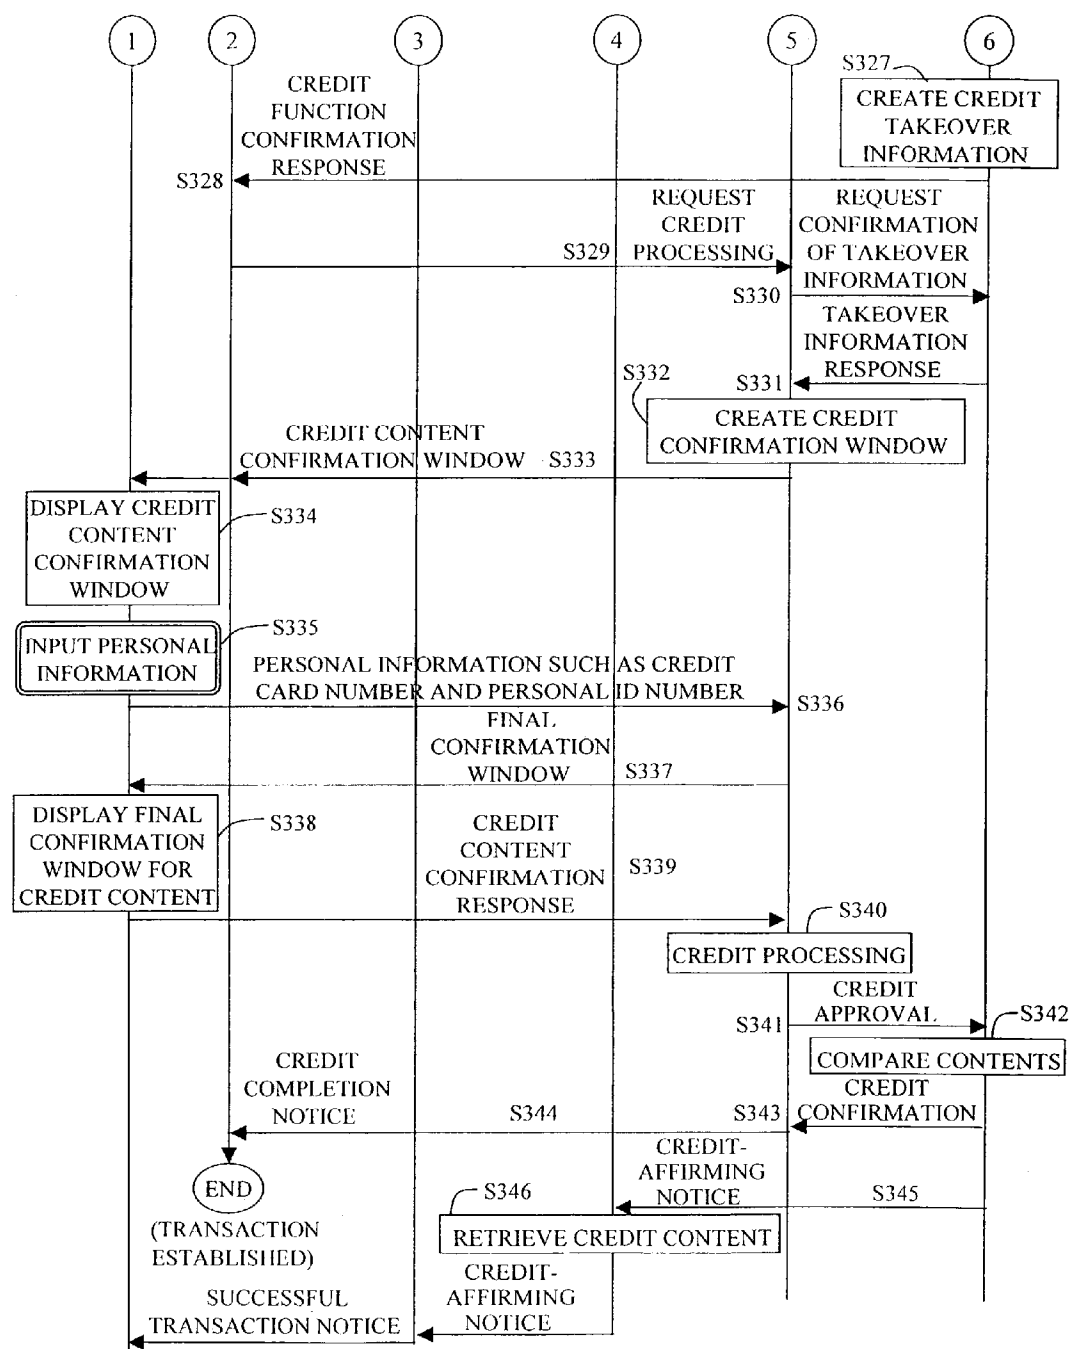 1 2 3 4 5 6
S327
CREATE CREDIT
TAKEOVER
INFORMATION
CREDIT
FUNCTION
CONFIRMATION
RESPONSE
S328
REQUEST
CREDIT
PROCESSING
S329
REQUEST
CONFIRMATION
OF TAKEOVER
INFORMATION
S330
TAKEOVER
INFORMATION
RESPONSE
S331
S332
CREATE CREDIT
CONFIRMATION WINDOW
CREDIT CONTENT
CONFIRMATION WINDOW S333
DISPLAY CREDIT
CONTENT
CONFIRMATION
WINDOW
S334
INPUT PERSONAL
INFORMATION
S335
PERSONAL INFORMATION SUCH AS CREDIT
CARD NUMBER AND PERSONAL ID NUMBER
S336
FINAL
CONFIRMATION
WINDOW
S337
DISPLAY FINAL
CONFIRMATION
WINDOW FOR
CREDIT CONTENT
S338
CREDIT
CONTENT
CONFIRMATION
RESPONSE
S339
S340
CREDIT PROCESSING
CREDIT
APPROVAL
S341
S342
COMPARE CONTENTS
CREDIT
CONFIRMATION
S343
CREDIT
COMPLETION
NOTICE
S344
END
(TRANSACTION
ESTABLISHED)
CREDIT-
AFFIRMING
NOTICE
S345
S346
RETRIEVE CREDIT CONTENT
CREDIT-
AFFIRMING
NOTICE
SUCCESSFUL
TRANSACTION NOTICE